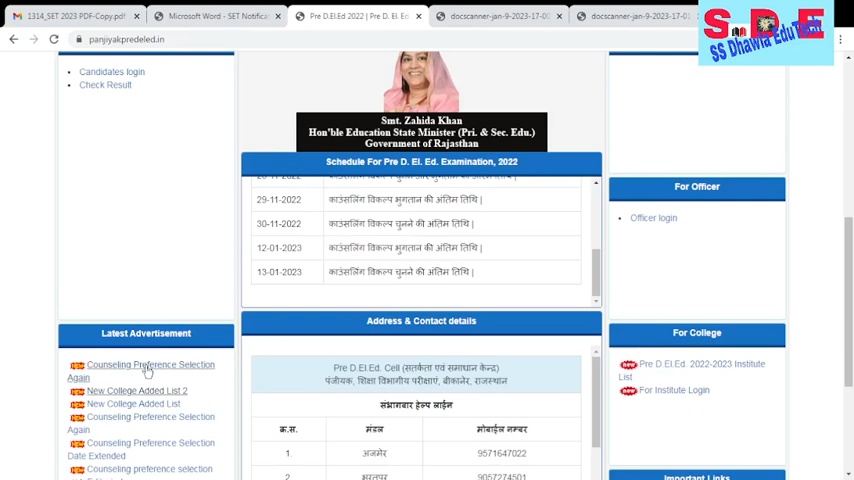 1314_SET 2023 PDF-Copy.pdf
Microsoft Word - SET Notifica
Pre D.El.Ed 2022 | Pre D. El. Ed
docscanner-jan-9-2023-17-0
docscanner-jan-9-2023-17-0
panjiyakpredeled.in
SDE
SS Dhawla EduTech
Candidates login
Check Result
Smt. Zahida Khan
Hon'ble Education State Minister (Pri. & Sec. Edu.)
Government of Rajasthan
Schedule For Pre D. El. Ed. Examination, 2022
29-11-2022 काउंसलिंग विकल्प भुगतान की अंतिम तिथि |
30-11-2022 काउंसलिंग विकल्प चुनने की अंतिम तिथि |
12-01-2023 काउंसलिंग विकल्प भुगतान की अंतिम तिथि |
13-01-2023 काउंसलिंग विकल्प चुनने की अंतिम तिथि |
For Officer
Officer login
Latest Advertisement
Counseling Preference Selection
Again
New College Added List 2
New College Added List
Counseling Preference Selection
Again
Counseling Preference Selection
Date Extended
Counseling preference selection
Address & Contact details
Pre D.El.Ed. Cell (सतर्कता एवं समाधान केन्द्र)
पंजीयक, शिक्षा विभागीय परीक्षाएं, बीकानेर, राजस्थान
संभागवार हेल्प लाईन
क्र.स. मंडल मोबाईल नम्बर
1. अजमेर 9571647022
2. भरतपुर 9057274501
For College
Pre D.El.Ed. 2022-2023 Institute
List
For Institute Login
Important Links